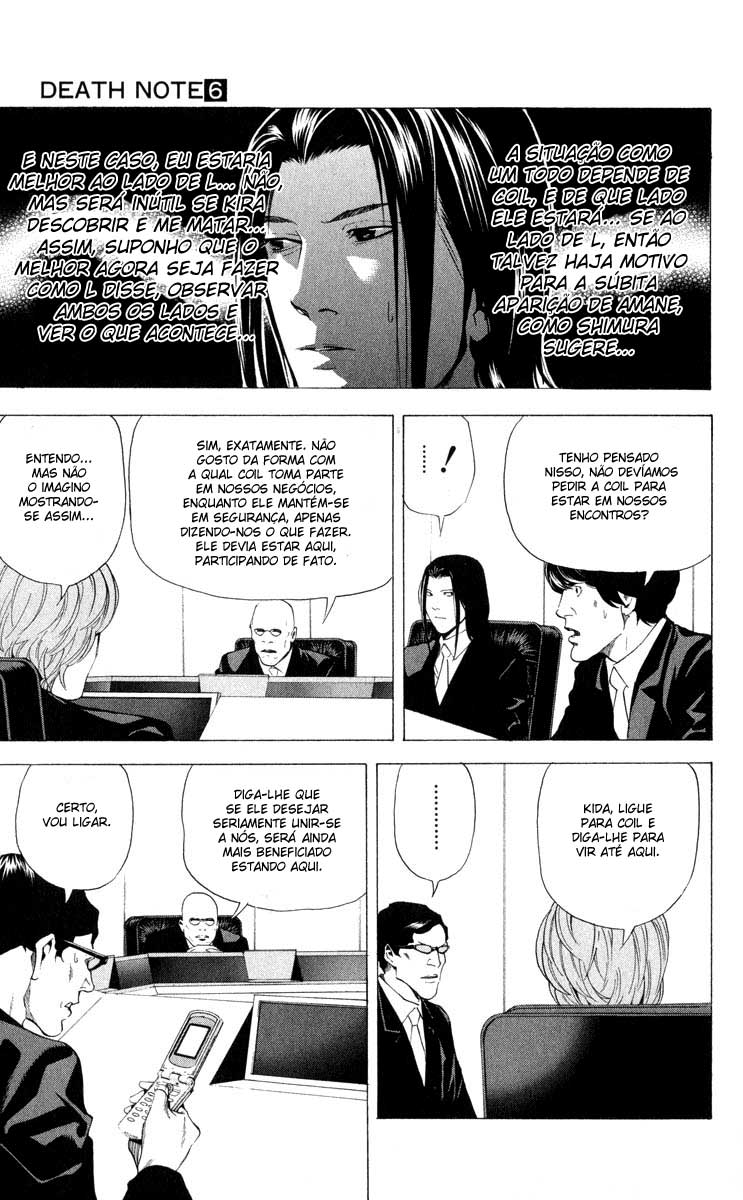 DEATH NOTE 6
A SITUAÇÃO COMO
UM TODO DEPENDE DE
COIL, E DE QUE LADO
ELE ESTARÁ... SE AO
LADO DE L, ENTÃO
TALVEZ HAJA MOTIVO
PARA A SÚBITA
APARIÇÃO DE AMANE,
COMO SHIMURA
SUGERE...
E NESTE CASO, EU ESTARIA
MELHOR AO LADO DE L... NÃO,
MAS SERÁ INÚTIL SE KIRA
DESCOBRIR E ME MATAR...
ASSIM, SUPONHO QUE O
MELHOR AGORA SEJA FAZER
COMO L DISSE, OBSERVAR
AMBOS OS LADOS E
VER O QUE ACONTECE...
TENHO PENSADO
NISSO, NÃO DEVÍAMOS
PEDIR A COIL PARA
ESTAR EM NOSSOS
ENCONTROS?
!
......
SIM, EXATAMENTE. NÃO
GOSTO DA FORMA COM
A QUAL COIL TOMA PARTE
EM NOSSOS NEGÓCIOS,
ENQUANTO ELE MANTÉM-SE
EM SEGURANÇA, APENAS
DIZENDO-NOS O QUE FAZER.
ELE DEVIA ESTAR AQUI,
PARTICIPANDO DE FATO.
ENTENDO...
MAS NÃO
O IMAGINO
MOSTRANDO-
SE ASSIM...
KIDA, LIGUE
PARA COIL E
DIGA-LHE PARA
VIR ATÉ AQUI.
.........
DIGA-LHE QUE
SE ELE DESEJAR
SERIAMENTE UNIR-SE
A NÓS, SERÁ AINDA
MAIS BENEFICIADO
ESTANDO AQUI.
CERTO,
VOU LIGAR.